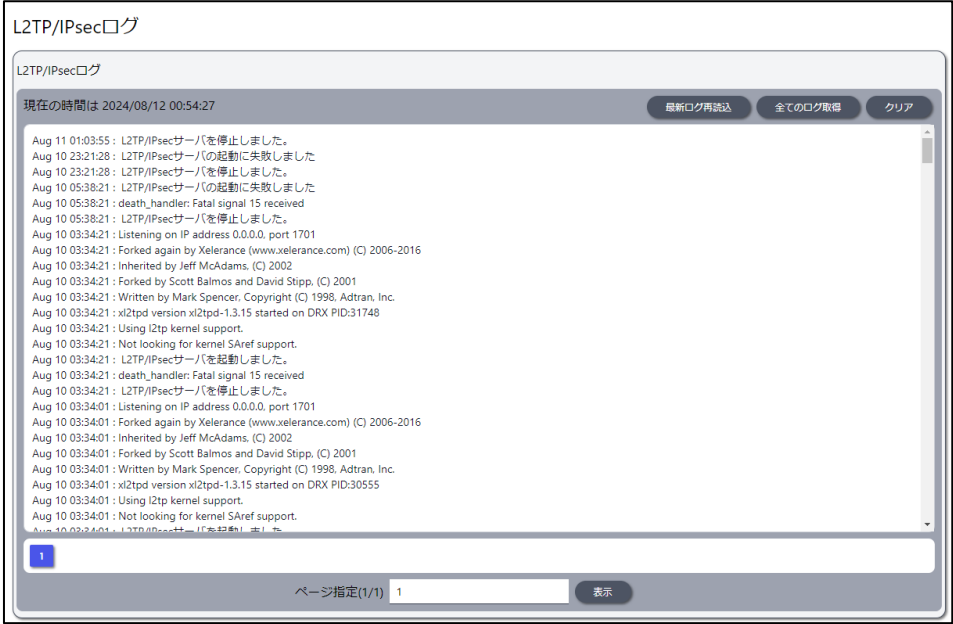 L2TP/IPsecログ
L2TP/IPsecログ
現在の時間は 2024/08/12 00:54:27
最新ログ再読込
全てのログ取得
クリア
Aug 11 01:03:55 : L2TP/IPsecサーバを停止しました。
Aug 10 23:21:28 : L2TP/IPsecサーバの起動に失敗しました
Aug 10 23:21:28 : L2TP/IPsecサーバを停止しました。
Aug 10 05:38:21 : L2TP/IPsecサーバの起動に失敗しました
Aug 10 05:38:21 : death_handler: Fatal signal 15 received
Aug 10 05:38:21 : L2TP/IPsecサーバを停止しました。
Aug 10 03:34:21 : Listening on IP address 0.0.0.0, port 1701
Aug 10 03:34:21 : Forked again by Xelerance (www.xelerance.com) (C) 2006-2016
Aug 10 03:34:21 : Inherited by Jeff McAdams, (C) 2002
Aug 10 03:34:21 : Forked by Scott Balmos and David Stipp, (C) 2001
Aug 10 03:34:21 : Written by Mark Spencer, Copyright (C) 1998, Adtran, Inc.
Aug 10 03:34:21 : xl2tpd version xl2tpd-1.3.15 started on DRX PID:31748
Aug 10 03:34:21 : Using l2tp kernel support.
Aug 10 03:34:21 : Not looking for kernel SAref support.
Aug 10 03:34:21 : L2TP/IPsecサーバを起動しました。
Aug 10 03:34:21 : death_handler: Fatal signal 15 received
Aug 10 03:34:21 : L2TP/IPsecサーバを停止しました。
Aug 10 03:34:01 : Listening on IP address 0.0.0.0, port 1701
Aug 10 03:34:01 : Forked again by Xelerance (www.xelerance.com) (C) 2006-2016
Aug 10 03:34:01 : Inherited by Jeff McAdams, (C) 2002
Aug 10 03:34:01 : Forked by Scott Balmos and David Stipp, (C) 2001
Aug 10 03:34:01 : Written by Mark Spencer, Copyright (C) 1998, Adtran, Inc.
Aug 10 03:34:01 : xl2tpd version xl2tpd-1.3.15 started on DRX PID:30555
Aug 10 03:34:01 : Using l2tp kernel support.
Aug 10 03:34:01 : Not looking for kernel SAref support.
Aug 10 03:34:01 : L2TP/IPsecサーバを起動しました
1
ページ指定(1/1)
1
表示